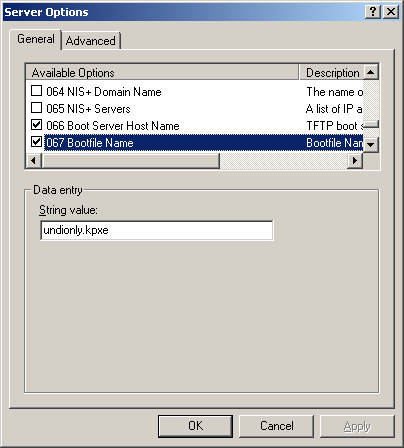 Server Options
General Advanced
Available Options Description
064 NIS+ Domain Name The name o
065 NIS+ Servers A list of IP a
066 Boot Server Host Name TFTP boot s
067 Bootfile Name Bootfile Nan
Data entry
String value:
undionly.kpxe
OK Cancel Apply